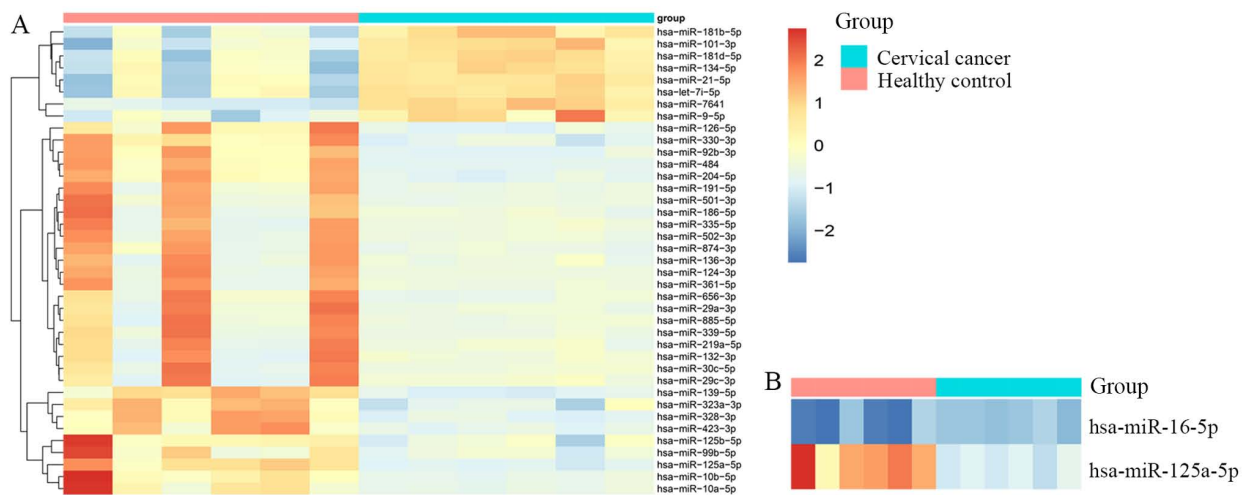 A
group
hsa-miR-181b-5p
hsa-miR-101-3p
hsa-miR-181d-5p
hsa-miR-134-5p
hsa-miR-21-5p
hsa-let-7i-5p
hsa-miR-7641
hsa-miR-9-5p
hsa-miR-126-5p
hsa-miR-330-3p
hsa-miR-92b-3p
hsa-miR-484
hsa-miR-204-5p
hsa-miR-191-5p
hsa-miR-501-3p
hsa-miR-186-5p
hsa-miR-335-5p
hsa-miR-502-3p
hsa-miR-874-3p
hsa-miR-136-3p
hsa-miR-124-3p
hsa-miR-361-5p
hsa-miR-656-3p
hsa-miR-29a-3p
hsa-miR-885-5p
hsa-miR-339-5p
hsa-miR-219a-5p
hsa-miR-132-3p
hsa-miR-30c-5p
hsa-miR-29c-3p
hsa-miR-139-5p
hsa-miR-323a-3p
hsa-miR-328-3p
hsa-miR-423-3p
hsa-miR-125b-5p
hsa-miR-99b-5p
hsa-miR-125a-5p
hsa-miR-10b-5p
hsa-miR-10a-5p
2
1
0
−1
−2
Group
Cervical cancer
Healthy control
B
Group
hsa-miR-16-5p
hsa-miR-125a-5p